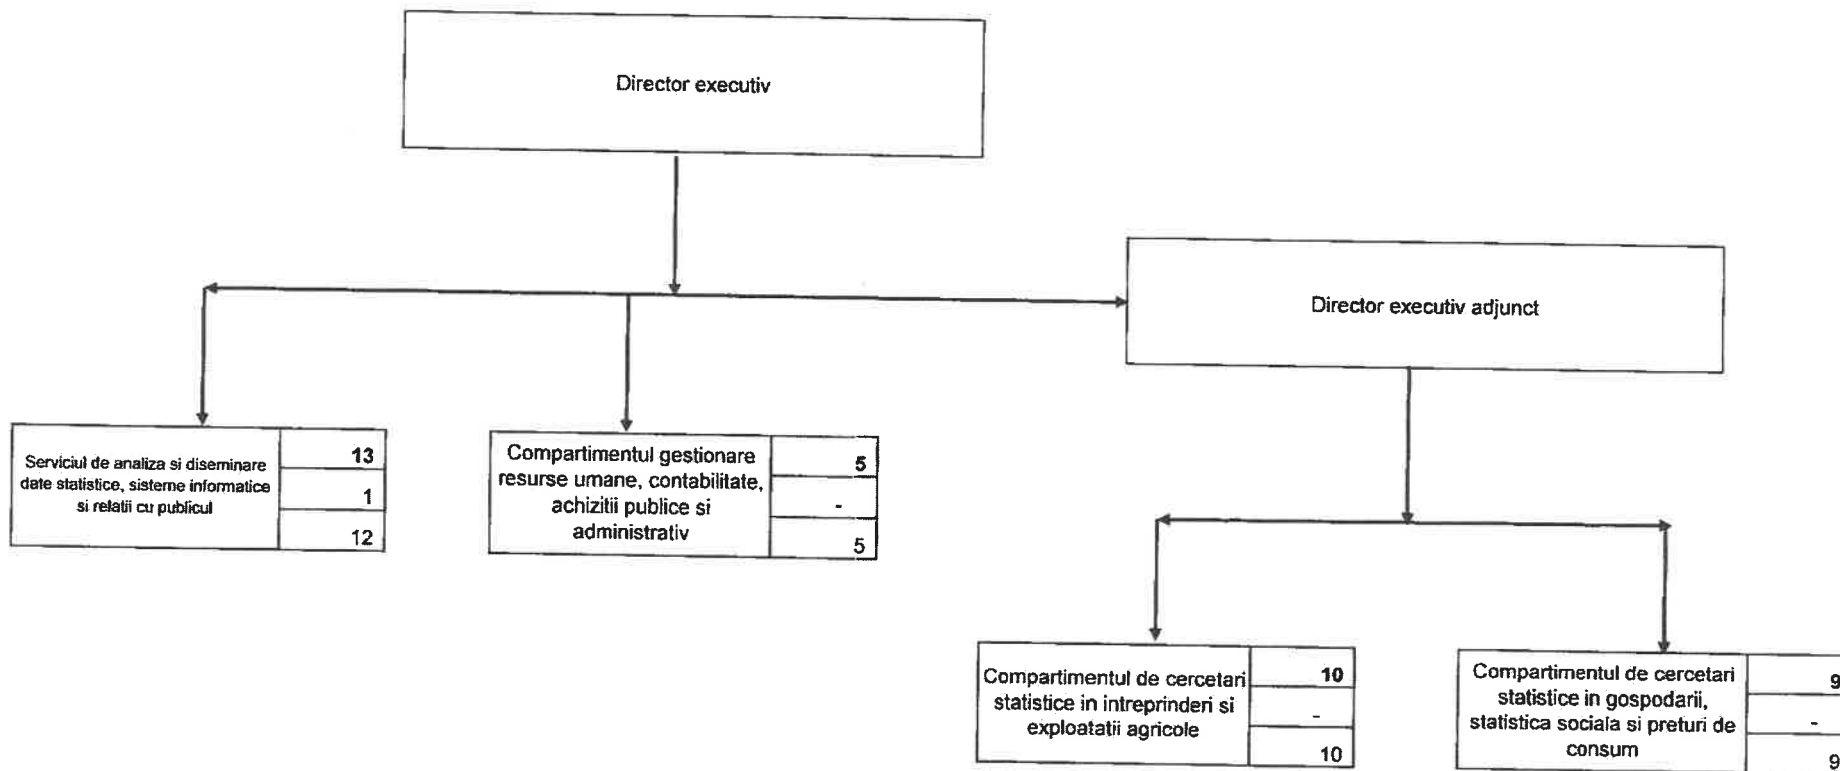 Director executiv
Director executiv adjunct
Serviciul de analiza si diseminare
date statistice, sisteme informatice
si relatii cu publicul
13
1
12
Compartimentul gestionare
resurse umane, contabilitate,
achizitii publice si
administrativ
5
-
5
Compartimentul de cercetari
statistice in intreprinderi si
exploatatii agricole
10
-
10
Compartimentul de cercetari
statistice in gospodarii,
statistica sociala si preturi de
consum
9
-
9